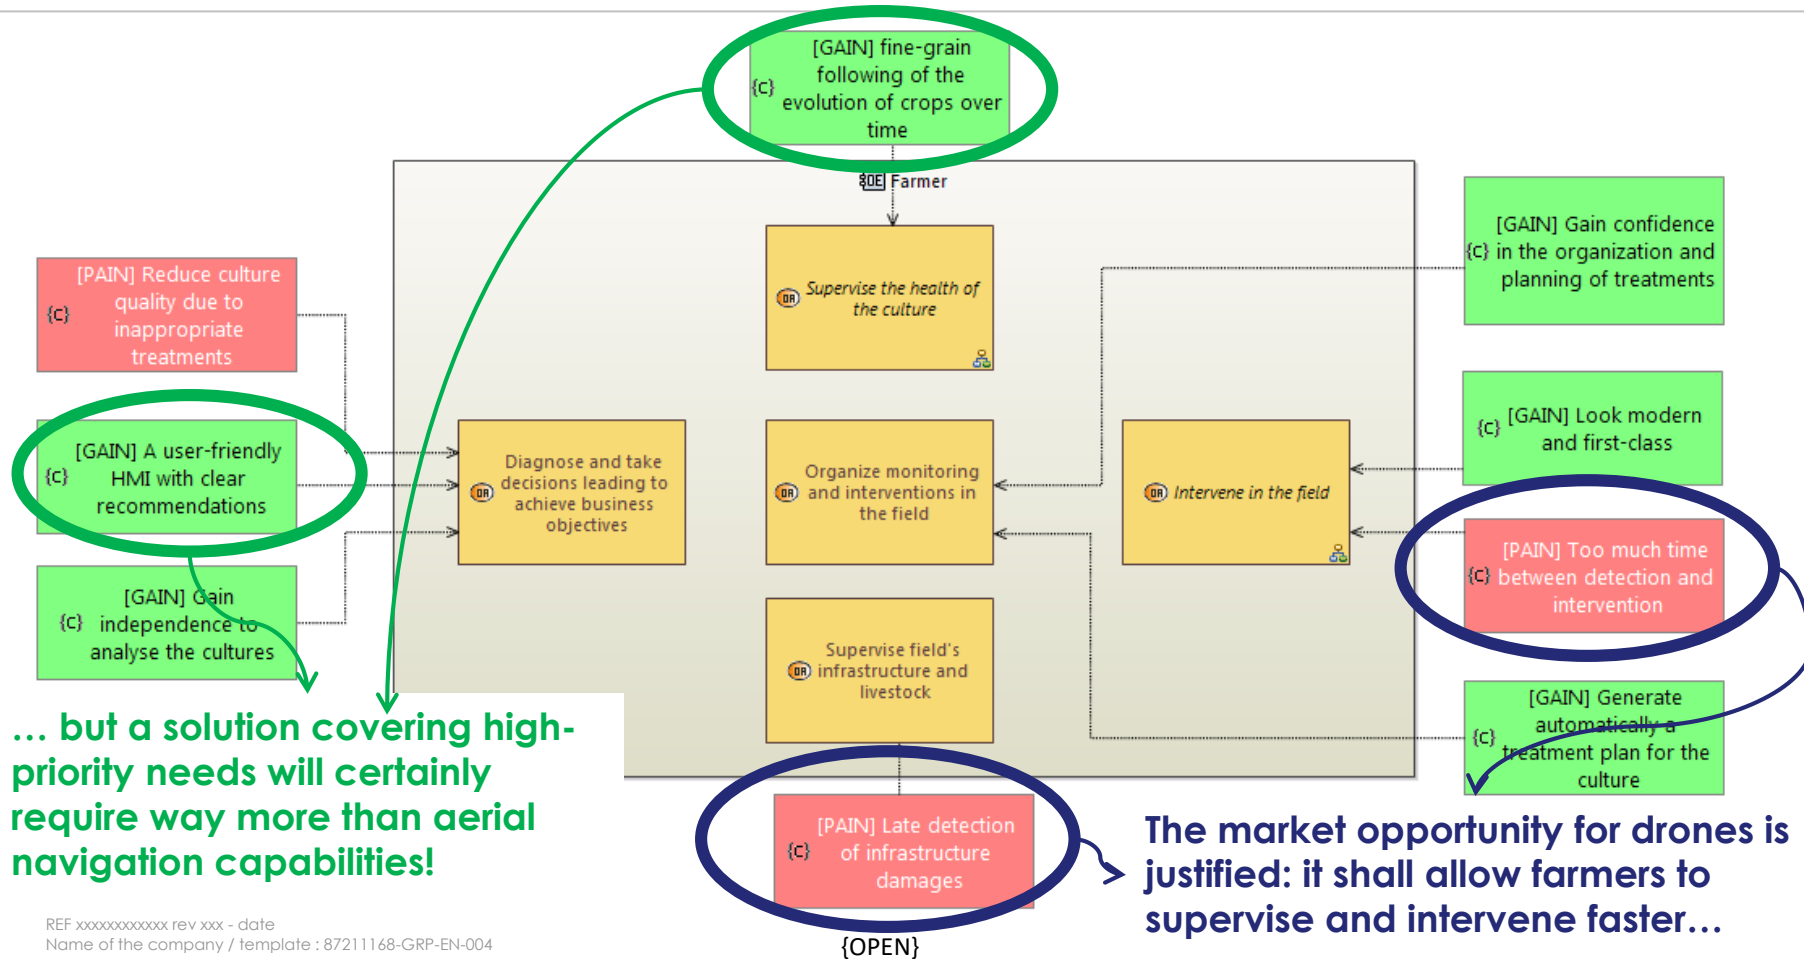 [GAIN] fine-grain
following of the
{c} evolution of crops over
time
OE Farmer
[PAIN] Reduce culture
quality due to
{c} inappropriate
treatments
[GAIN] A user-friendly
{c} HMI with clear
recommendations
[GAIN] Gain
{c} independence to
analyse the cultures
OA Supervise the health of
the culture
Diagnose and take
decisions leading to
OA achieve business
objectives
Organize monitoring
OA and interventions in
the field
OA Intervene in the field
Supervise field's
OA infrastructure and
livestock
[GAIN] Gain confidence
{c} in the organization and
planning of treatments
{c} [GAIN] Look modern
and first-class
[PAIN] Too much time
{c} between detection and
intervention
[GAIN] Generate
automatically a
{c} treatment plan for the
culture
[PAIN] Late detection
{c} of infrastructure
damages
… but a solution covering high-
priority needs will certainly
require way more than aerial
navigation capabilities!
The market opportunity for drones is
justified: it shall allow farmers to
supervise and intervene faster…
REF xxxxxxxxxxxx rev xxx - date
Name of the company / template : 87211168-GRP-EN-004
{OPEN}